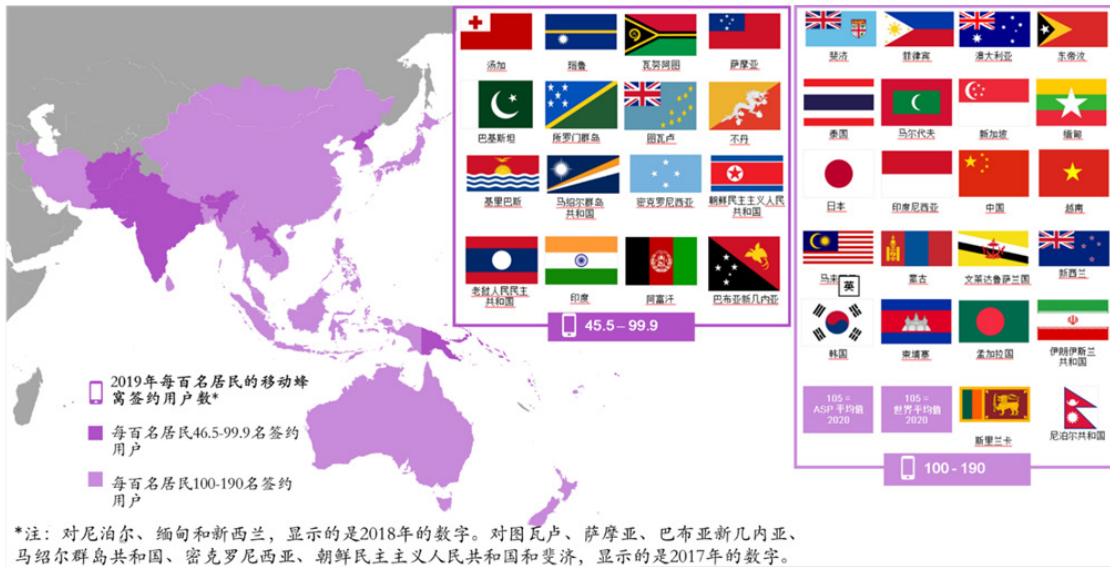 汤加
瑙鲁
瓦努阿图
萨摩亚
巴基斯坦
所罗门群岛
图瓦卢
不丹
基里巴斯
马绍尔群岛
共和国
密克罗尼西亚
朝鲜民主主义人民
共和国
老挝人民民主
共和国
印度
阿富汗
巴布亚新几内亚
45.5 – 99.9
斐济
菲律宾
澳大利亚
东帝汶
泰国
马尔代夫
新加坡
缅甸
日本
印度尼西亚
中国
越南
马来
英
蒙古
文莱达鲁萨兰国
新西兰
韩国
柬埔寨
孟加拉国
伊朗伊斯兰
共和国
105 =
ASP 平均值
2020
105 =
世界平均值
2020
斯里兰卡
尼泊尔共和国
100 - 190
2019年每百名居民的移动蜂
窝签约用户数*
每百名居民46.5-99.9名签约
用户
每百名居民100-190名签约
用户
*注：对尼泊尔、缅甸和新西兰，显示的是2018年的数字。对图瓦卢、萨摩亚、巴布亚新几内亚、
马绍尔群岛共和国、密克罗尼西亚、朝鲜民主主义人民共和国和斐济，显示的是2017年的数字。